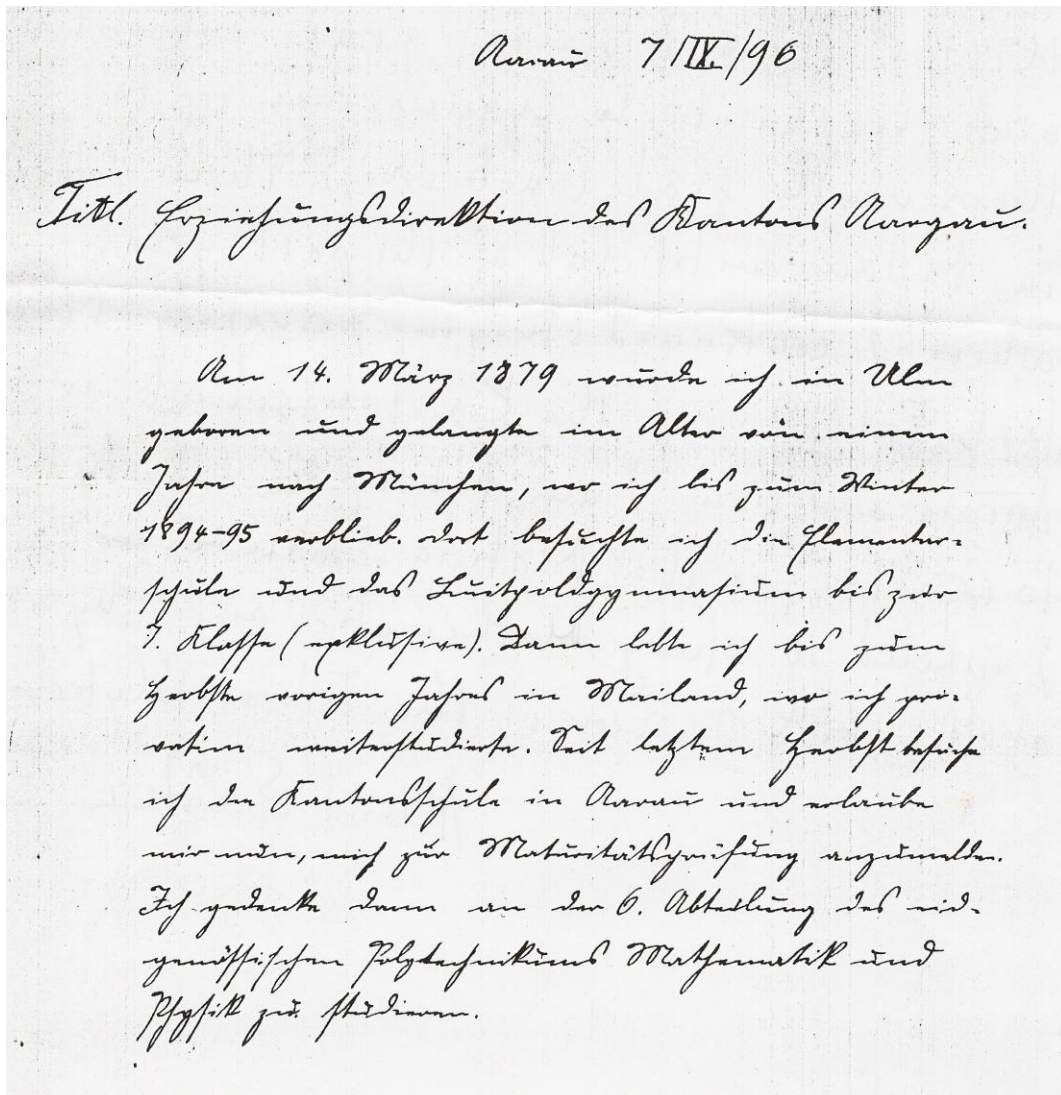 Aarau 7/IX./96
Titl. Erziehungsdirektion des Kantons Aargau.
Am 14. März 1879 wurde ich in Ulm
geboren und gelangte im Alter von einem
Jahre nach München, wo ich bis zum Winter
1894-95 verblieb. Dort besuchte ich die Elementar-
schule und das Luitpoldgymnasium bis zur
7. Klasse (exklusive). Dann lebte ich bis zum
Herbste vorigen Jahres in Mailand, wo ich pri-
vatim weiterstudierte. Seit letztem Herbst besuche
ich die Kantonsschule in Aarau und erlaube
mir nun, mich zur Maturitätsprüfung anzumelden.
Ich gedenke dann an der 6. Abteilung des eid-
genössischen Polytechnikums Mathematik und
Physik zu studieren.